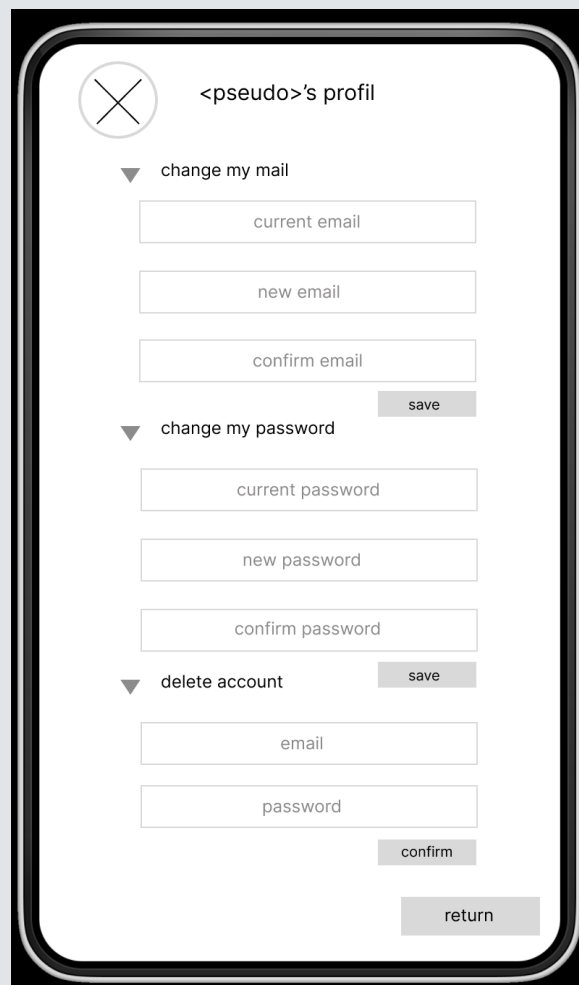 <pseudo>'s profil
change my mail
current email
new email
confirm email
save
change my password
current password
new password
confirm password
save
delete account
email
password
confirm
return